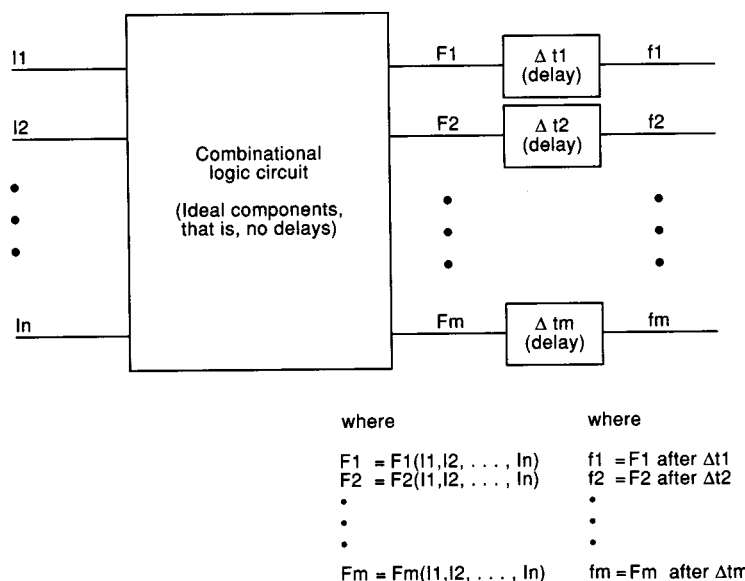 I1
F1
Δ t1
(delay)
f1
I2
F2
Δ t2
(delay)
f2
Combinational
logic circuit
(Ideal components,
that is, no delays)
In
Fm
Δ tm
(delay)
fm
where
where
F1 = F1(I1,I2, . . . , In)
f1 = F1 after Δt1
F2 = F2(I1,I2, . . . , In)
f2 = F2 after Δt2
Fm = Fm(I1,I2, . . . , In)
fm = Fm after Δtm